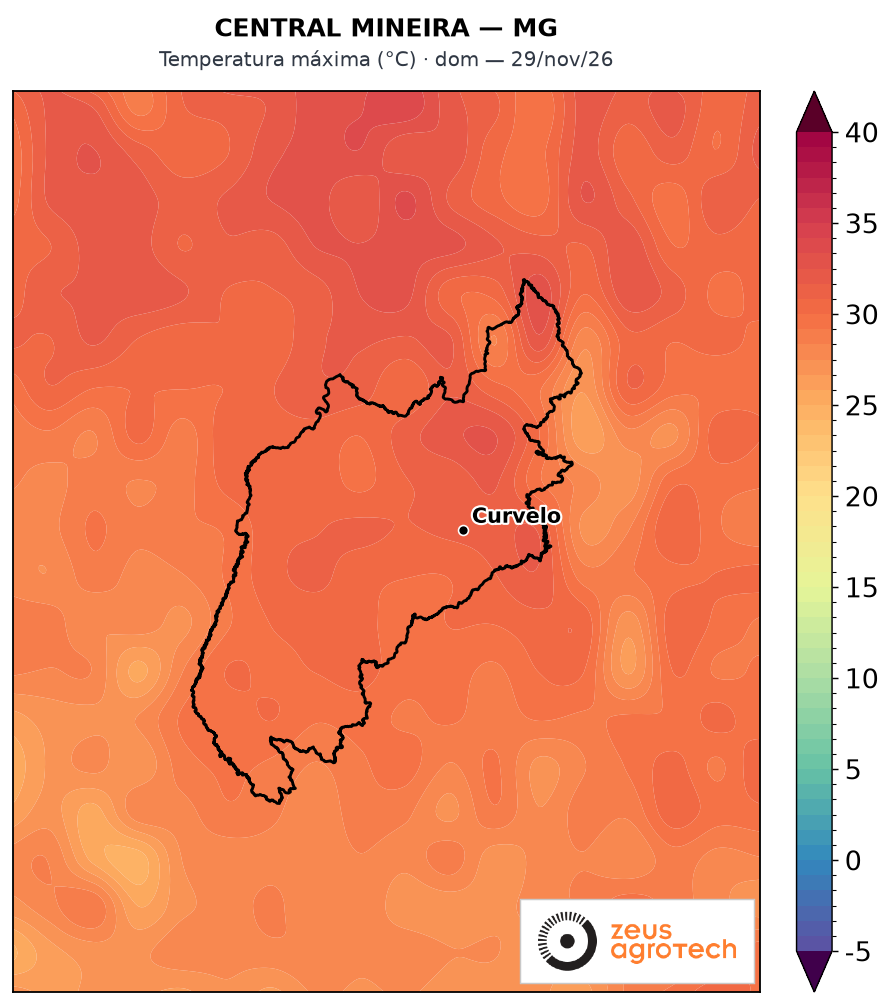 CENTRAL MINEIRA — MG
Temperatura máxima (°C) · dom — 29/nov/26
40
35
30
25
20
15
10
5
0
-5
Curvelo
zeus
agrotech